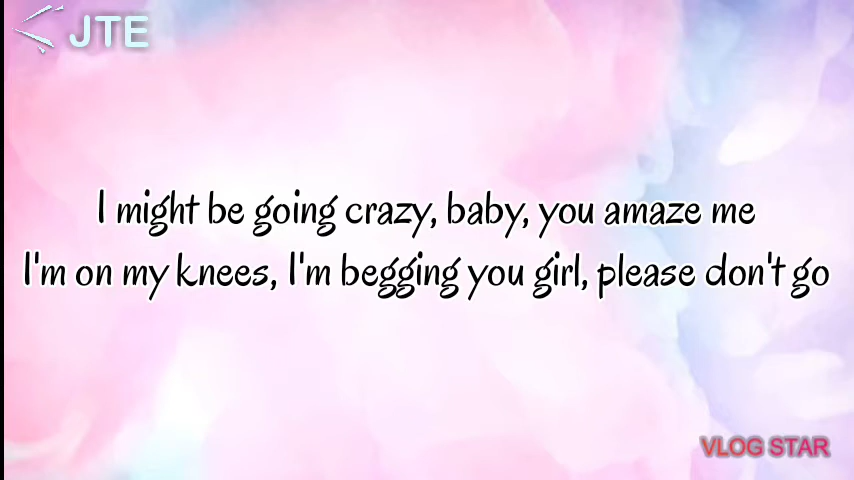 JTE
I might be going crazy, baby, you amaze me
I'm on my knees, I'm begging you girl, please don't go
VLOG STAR